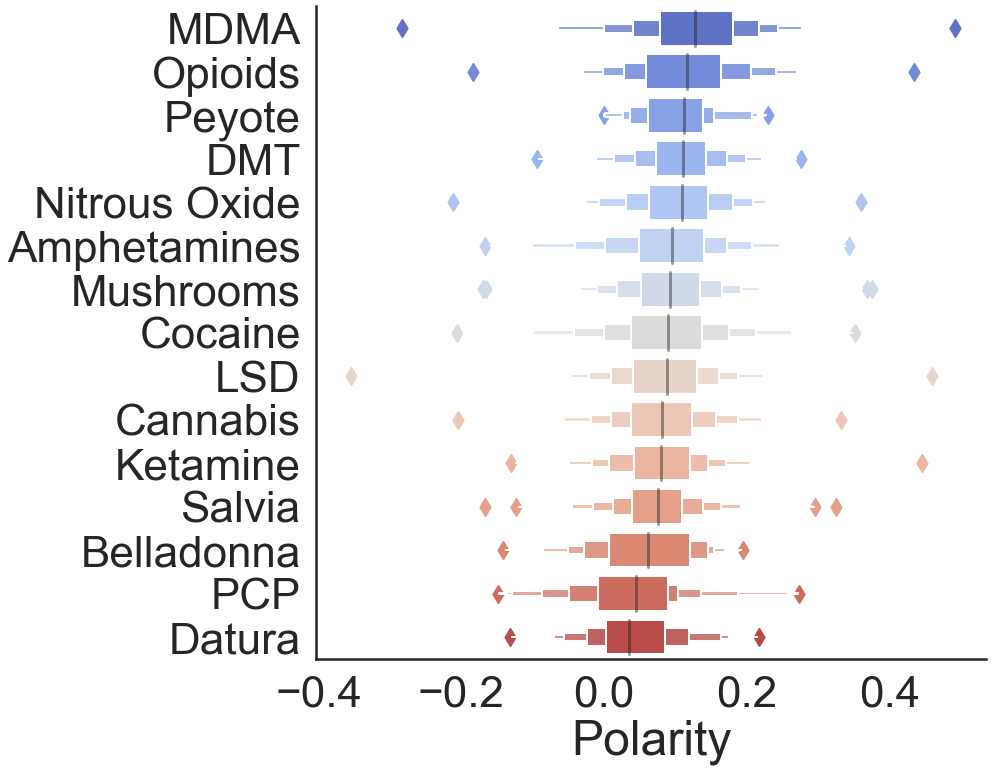 MDMA
Opioids
Peyote
DMT
Nitrous Oxide
Amphetamines
Mushrooms
Cocaine
LSD
Cannabis
Ketamine
Salvia
Belladonna
PCP
Datura
−0.4 −0.2 0.0 0.2 0.4
Polarity